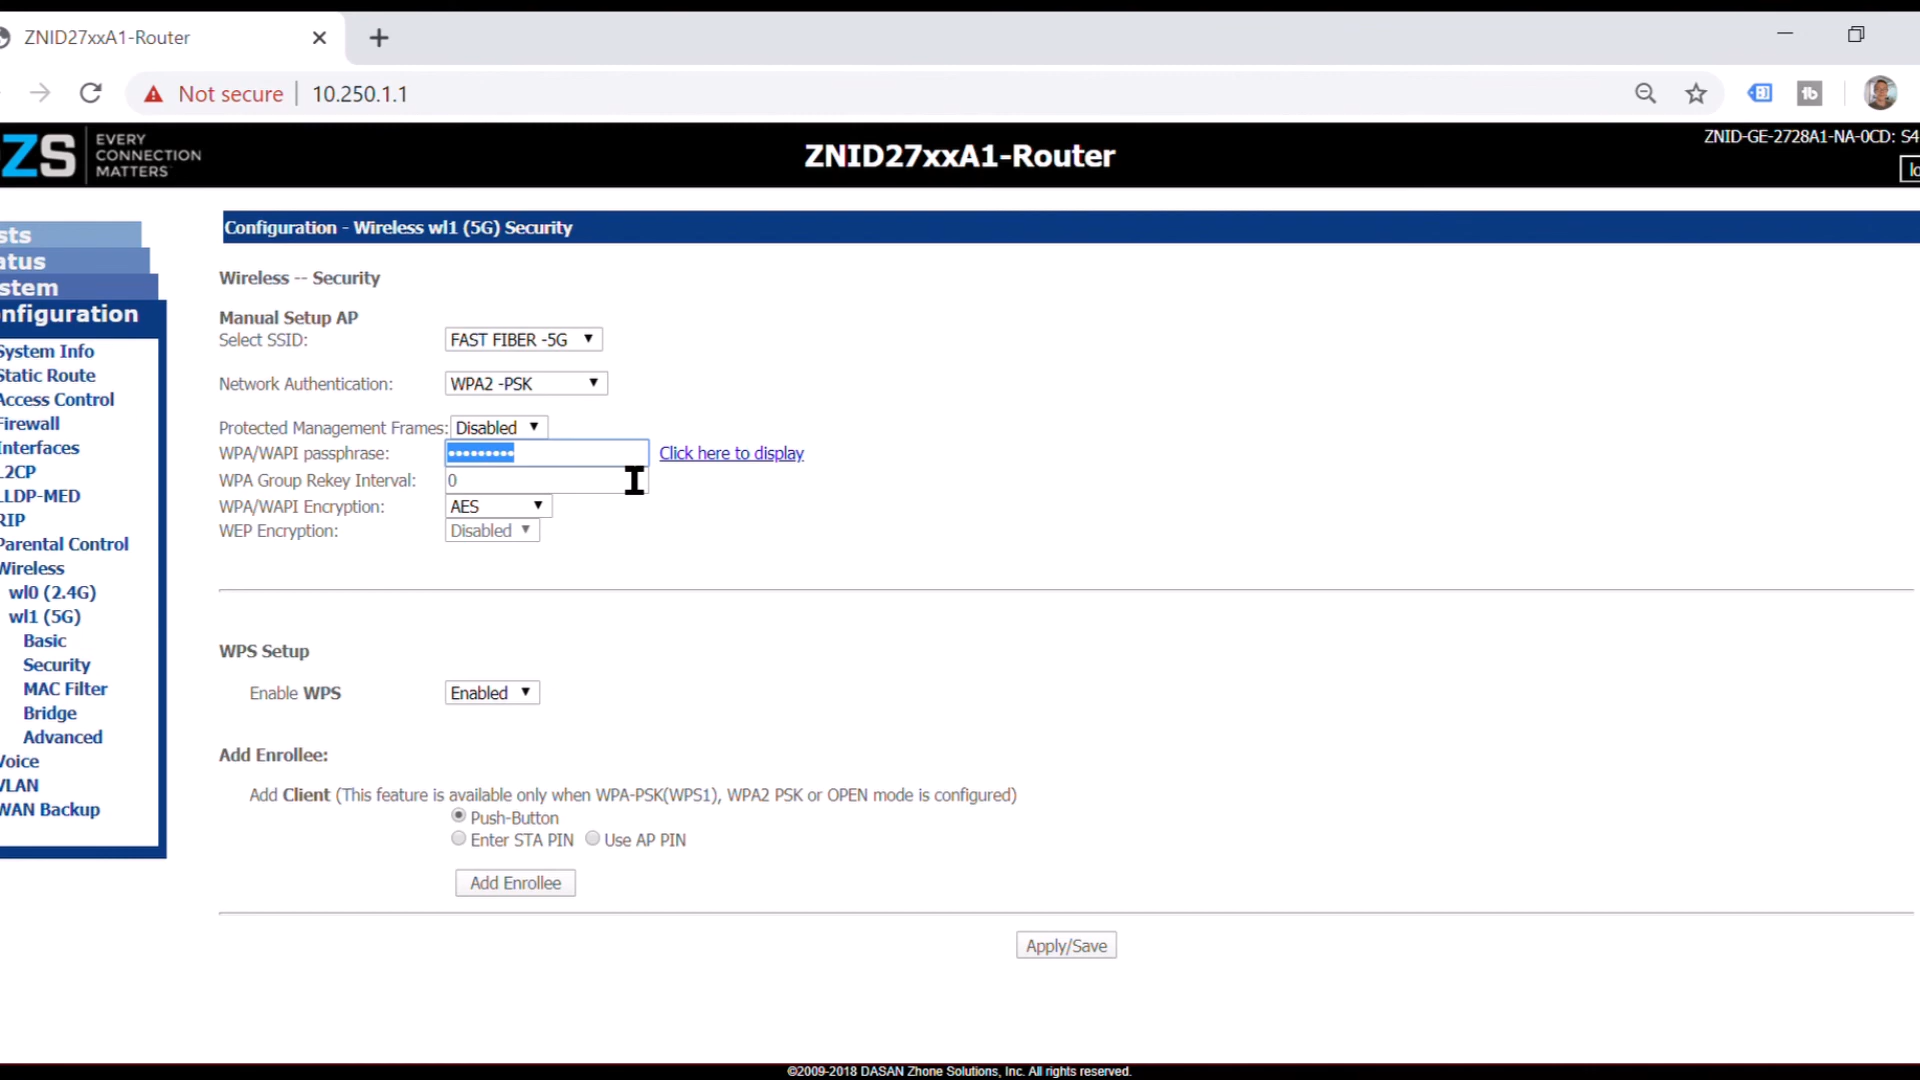 ZNID27xxA1-Router
Not secure | 10.250.1.1
ZS EVERY
CONNECTION
MATTERS
ZNID27xxA1-Router
ZNID-GE-2728A1-NA-0CD: S4
lo
sts
atus
stem
nfiguration
System Info
Static Route
Access Control
Firewall
Interfaces
L2CP
LLDP-MED
RIP
Parental Control
Wireless
wl0 (2.4G)
wl1 (5G)
Basic
Security
MAC Filter
Bridge
Advanced
Voice
VLAN
WAN Backup
Configuration - Wireless wl1 (5G) Security
Wireless -- Security
Manual Setup AP
Select SSID: FAST FIBER -5G
Network Authentication: WPA2 -PSK
Protected Management Frames: Disabled
WPA/WAPI passphrase: ••••••••• Click here to display
WPA Group Rekey Interval: 0
WPA/WAPI Encryption: AES
WEP Encryption: Disabled
WPS Setup
Enable WPS Enabled
Add Enrollee:
Add Client (This feature is available only when WPA-PSK(WPS1), WPA2 PSK or OPEN mode is configured)
Push-Button
Enter STA PIN Use AP PIN
Add Enrollee
Apply/Save
©2009-2018 DASAN Zhone Solutions, Inc. All rights reserved.